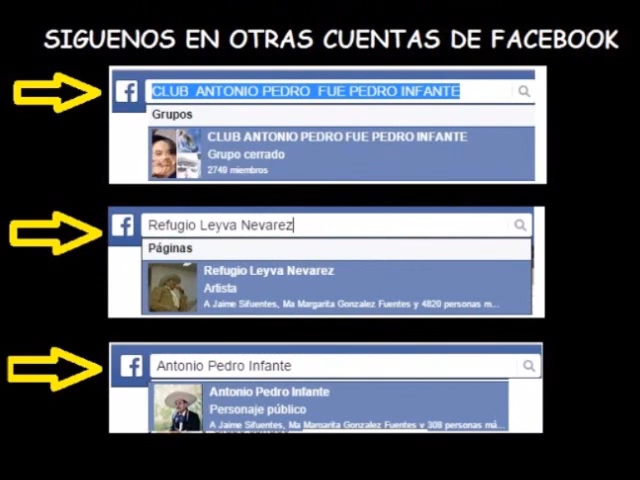 SIGUENOS EN OTRAS CUENTAS DE FACEBOOK
CLUB ANTONIO PEDRO FUE PEDRO INFANTE
Grupos
CLUB ANTONIO PEDRO FUE PEDRO INFANTE
Grupo cerrado
2749 miembros
Refugio Leyva Nevarez
Páginas
Refugio Leyva Nevarez
Artista
A Jaime Sifuentes, Ma Margarita Gonzalez Fuentes y 4820 personas m...
Antonio Pedro Infante
Antonio Pedro Infante
Personaje público
A Jaime Sifuentes, Ma Margarita Gonzalez Fuentes y 308 personas má...